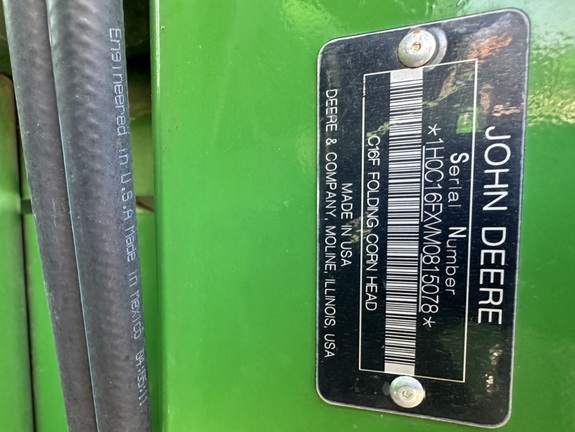 JOHN DEERE
Serial Number
*1H0C16FXVM0815078*
C16F FOLDING CORN HEAD
MADE IN USA
DEERE & COMPANY, MOLINE, ILLINOIS, USA
Engineered in U.S.A Made in Mexico